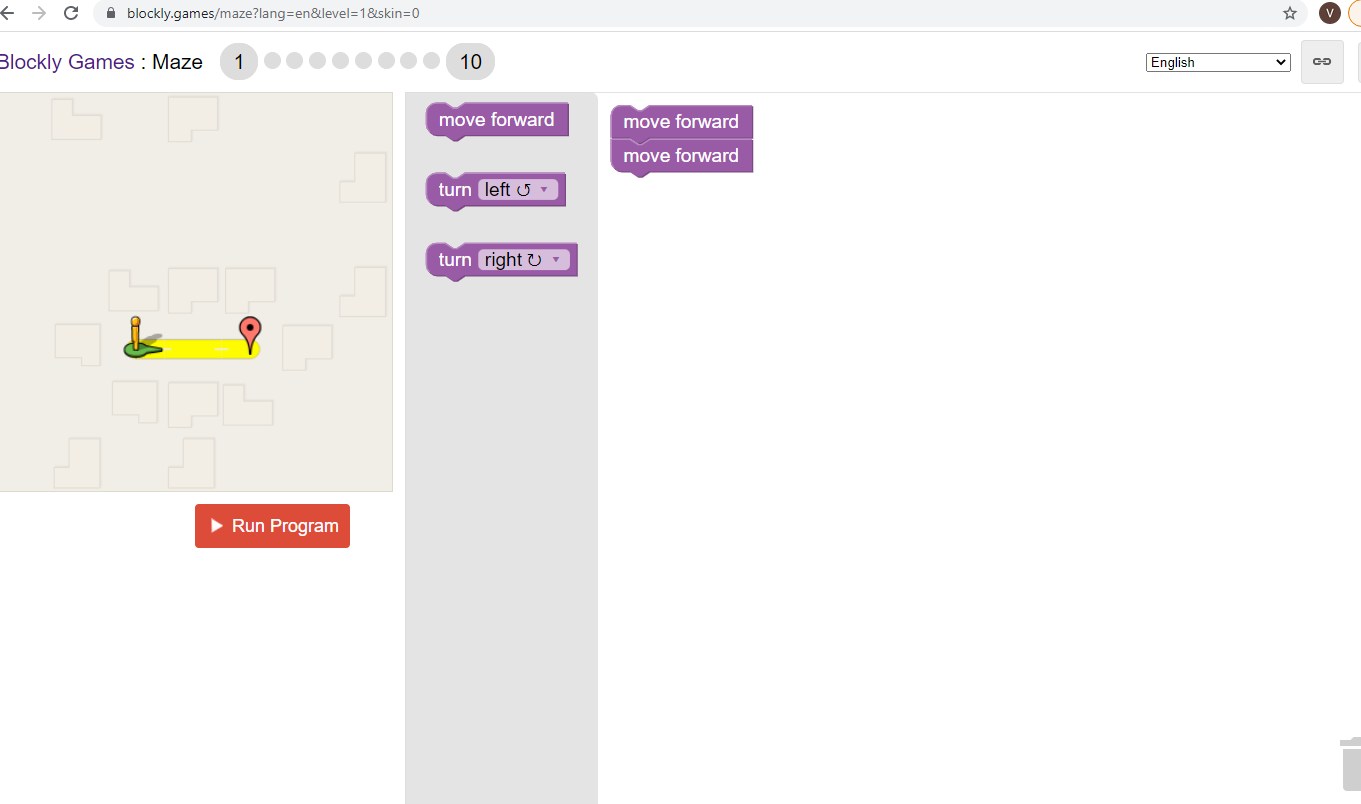 blockly.games/maze?lang=en&level=1&skin=0
V
Blockly Games : Maze 1 10
English
move forward
turn left ↺
turn right ↻
move forward
move forward
Run Program